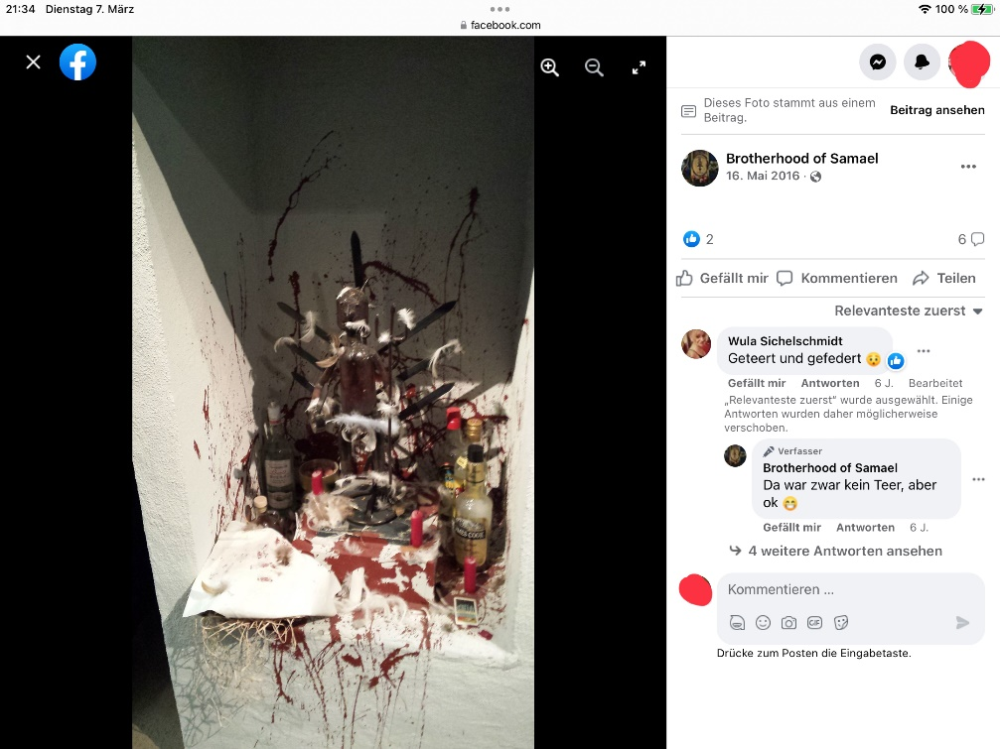 21:34 Dienstag 7. März
100 %
facebook.com
Dieses Foto stammt aus einem
Beitrag.
Beitrag ansehen
Brotherhood of Samael
16. Mai 2016 ·
2
6
Gefällt mir
Kommentieren
Teilen
Relevanteste zuerst
Wula Sichelschmidt
Geteert und gefedert 😧
Gefällt mir Antworten 6 J. Bearbeitet
„Relevanteste zuerst“ wurde ausgewählt. Einige
Antworten wurden daher möglicherweise
verschoben.
Verfasser
Brotherhood of Samael
Da war zwar kein Teer, aber
ok 😁
Gefällt mir Antworten 6 J.
4 weitere Antworten ansehen
Kommentieren ...
GIF
Drücke zum Posten die Eingabetaste.